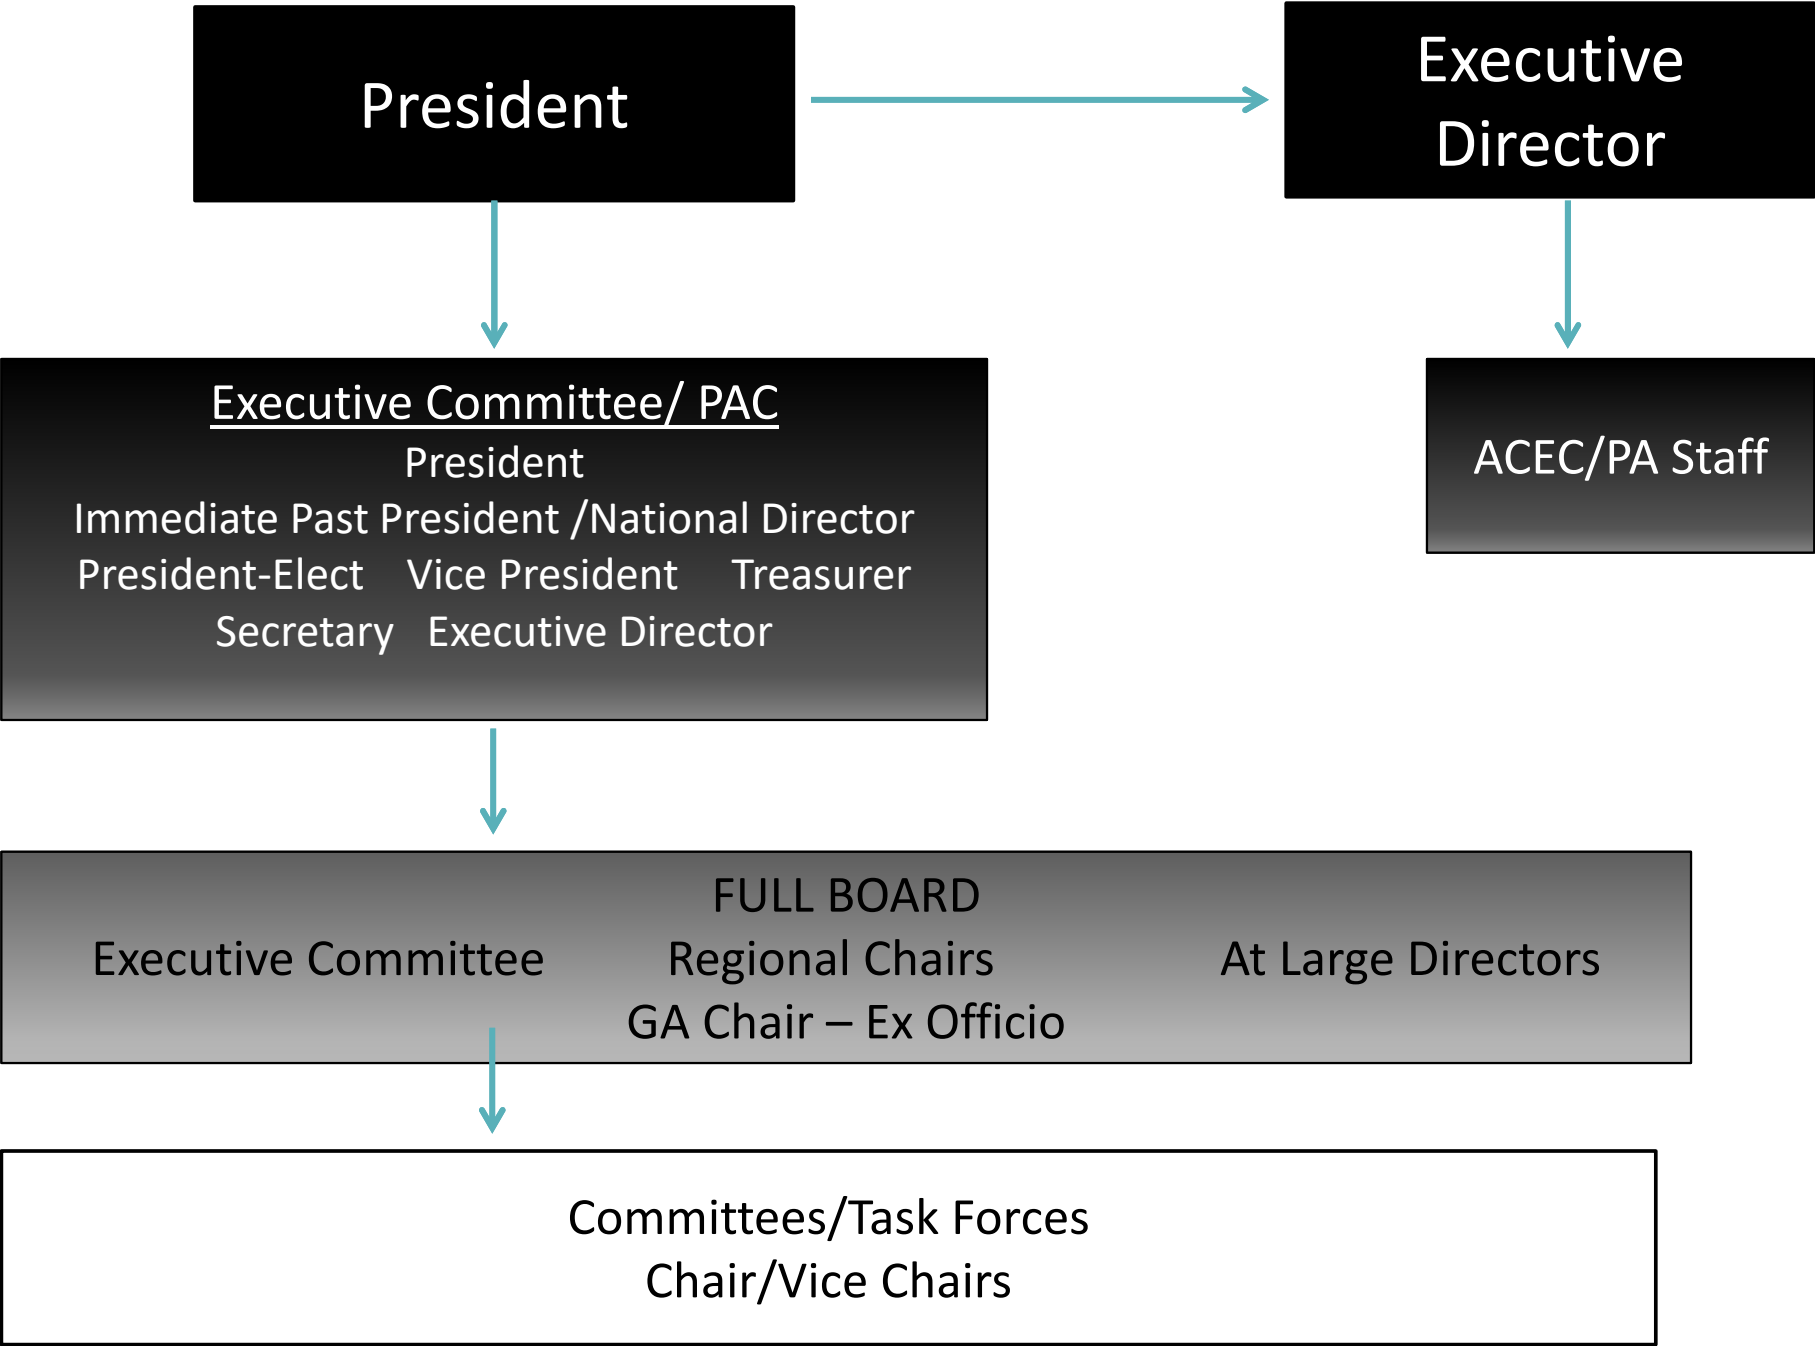 President
Executive
Director
Executive Committee/ PAC
President
Immediate Past President /National Director
President-Elect Vice President Treasurer
Secretary Executive Director
ACEC/PA Staff
FULL BOARD
Executive Committee Regional Chairs At Large Directors
GA Chair – Ex Officio
Committees/Task Forces
Chair/Vice Chairs